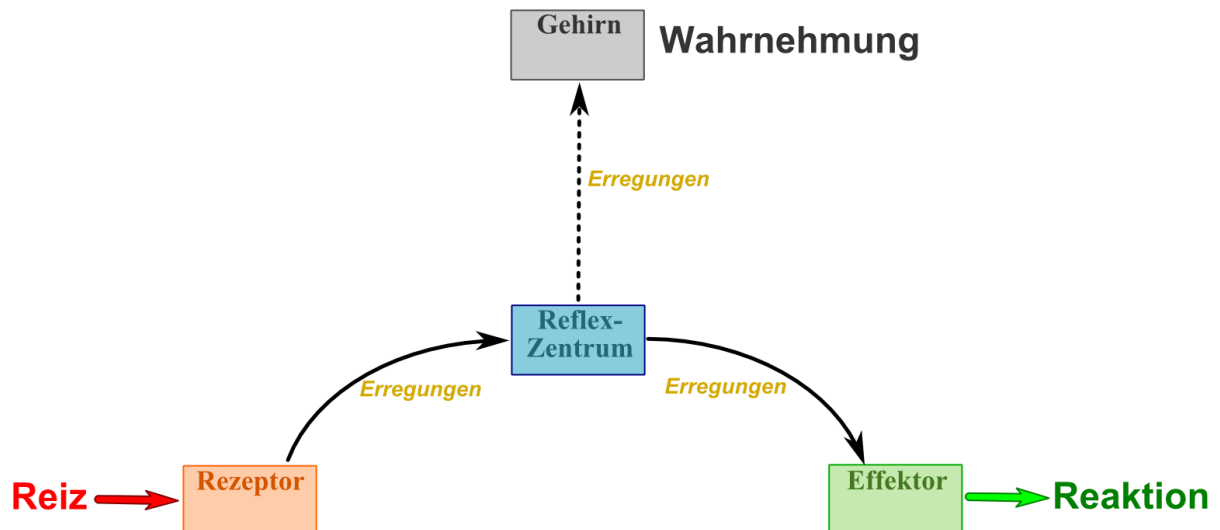 Gehirn
Wahrnehmung
Erregungen
Reflex-
Zentrum
Erregungen
Erregungen
Reiz
Rezeptor
Effektor
Reaktion